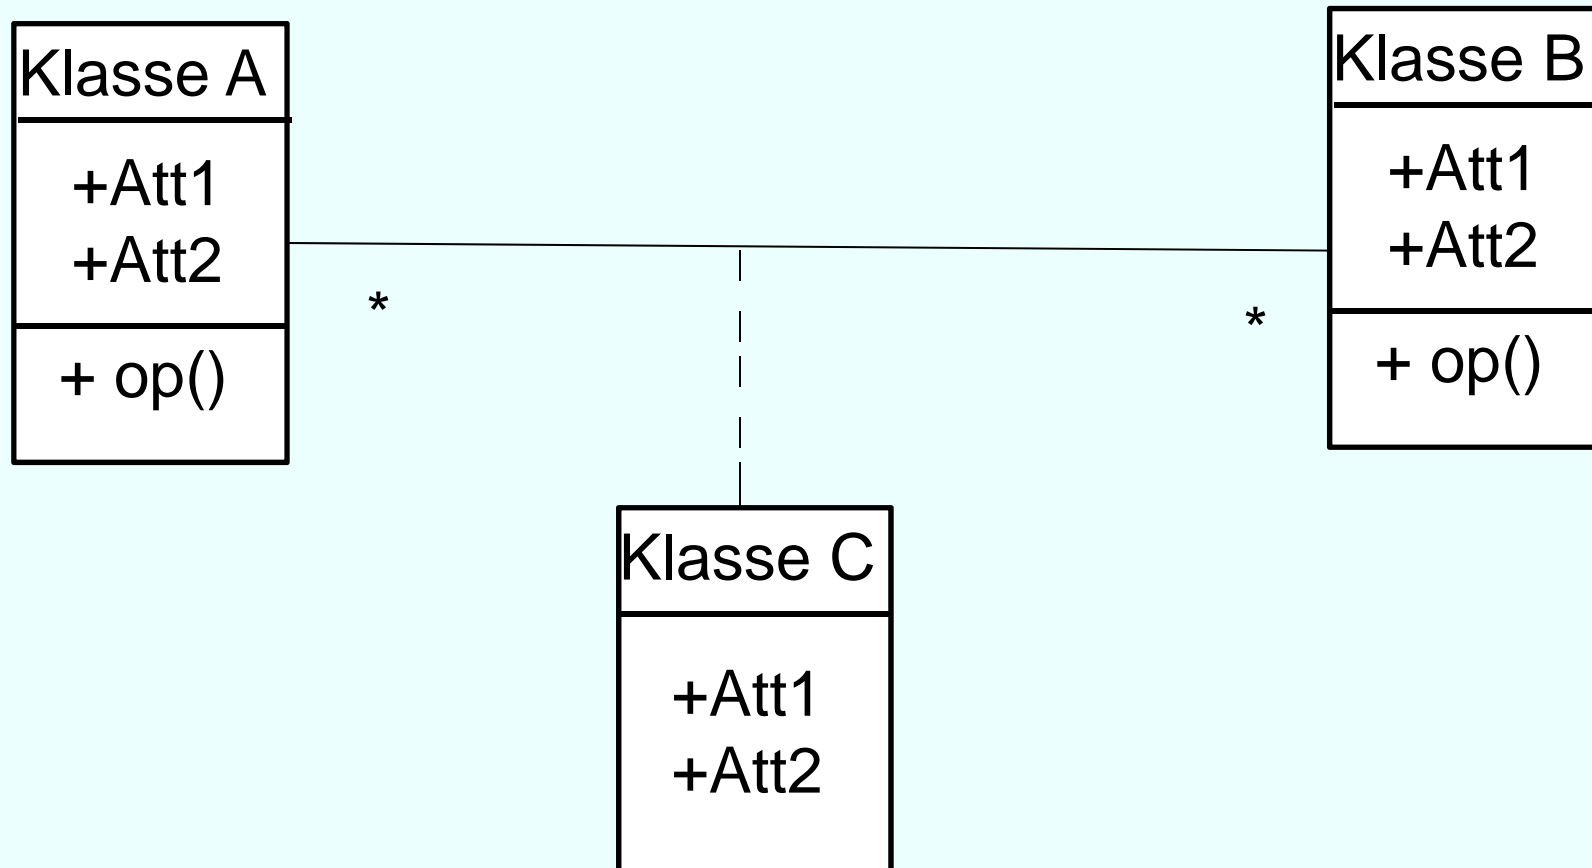 Klasse A
+Att1
+Att2
+ op()
*
Klasse B
+Att1
+Att2
+ op()
*
Klasse C
+Att1
+Att2